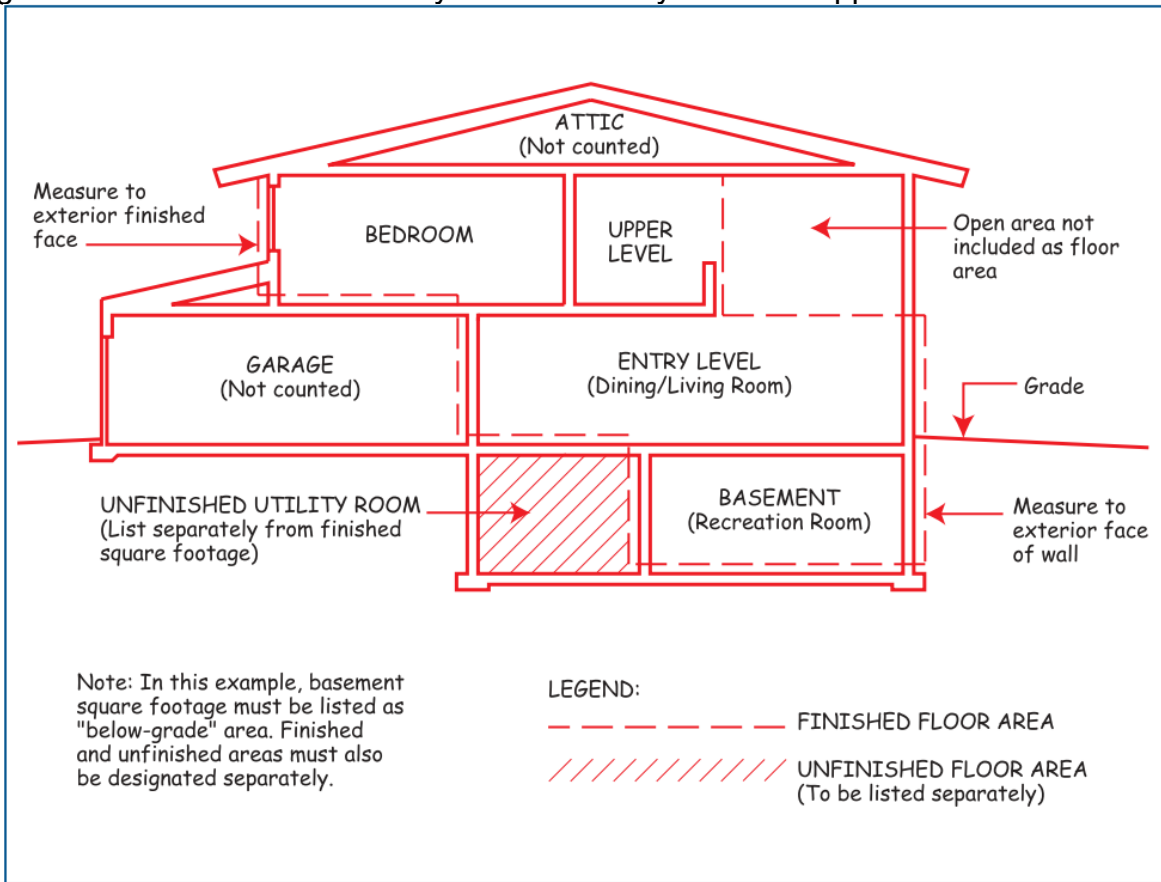 ATTIC
(Not counted)
Measure to
exterior finished
face
BEDROOM
UPPER
LEVEL
Open area not
included as floor
area
GARAGE
(Not counted)
ENTRY LEVEL
(Dining/Living Room)
Grade
UNFINISHED UTILITY ROOM
(List separately from finished
square footage)
BASEMENT
(Recreation Room)
Measure to
exterior face
of wall
Note: In this example, basement
square footage must be listed as
"below-grade" area. Finished
and unfinished areas must also
be designated separately.
LEGEND:
FINISHED FLOOR AREA
UNFINISHED FLOOR AREA
(To be listed separately)